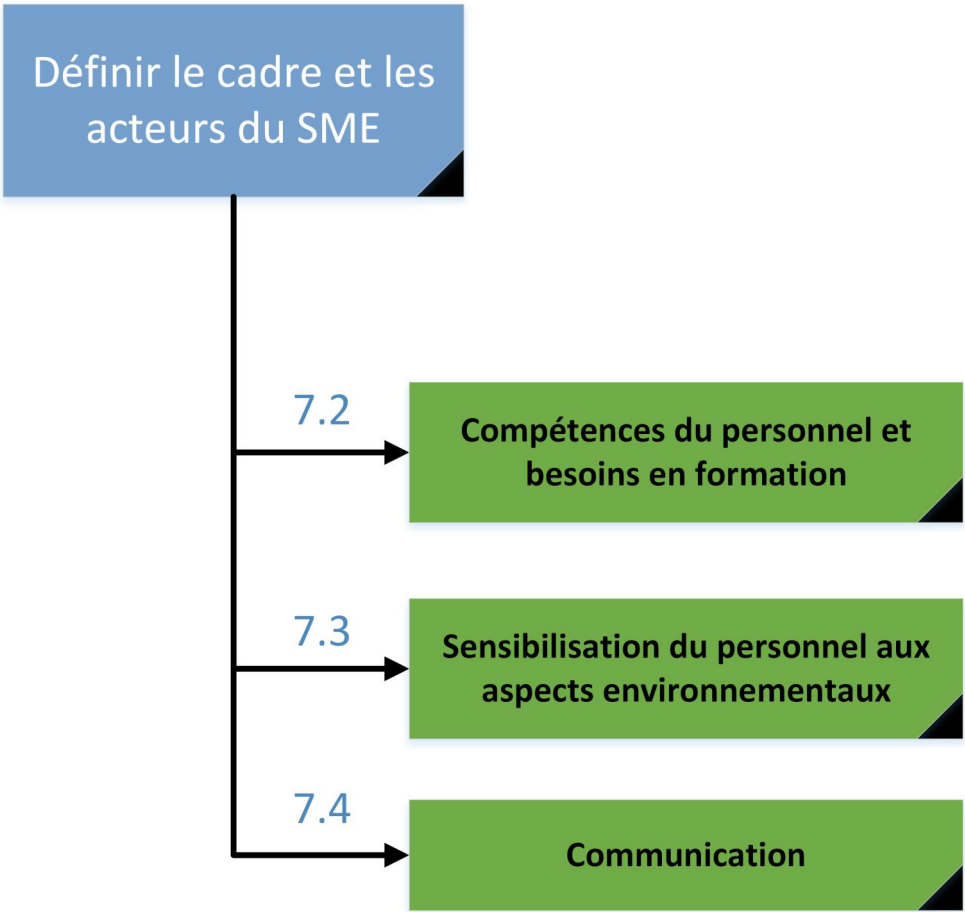 Définir le cadre et les
acteurs du SME
7.2
Compétences du personnel et
besoins en formation
7.3
Sensibilisation du personnel aux
aspects environnementaux
7.4
Communication